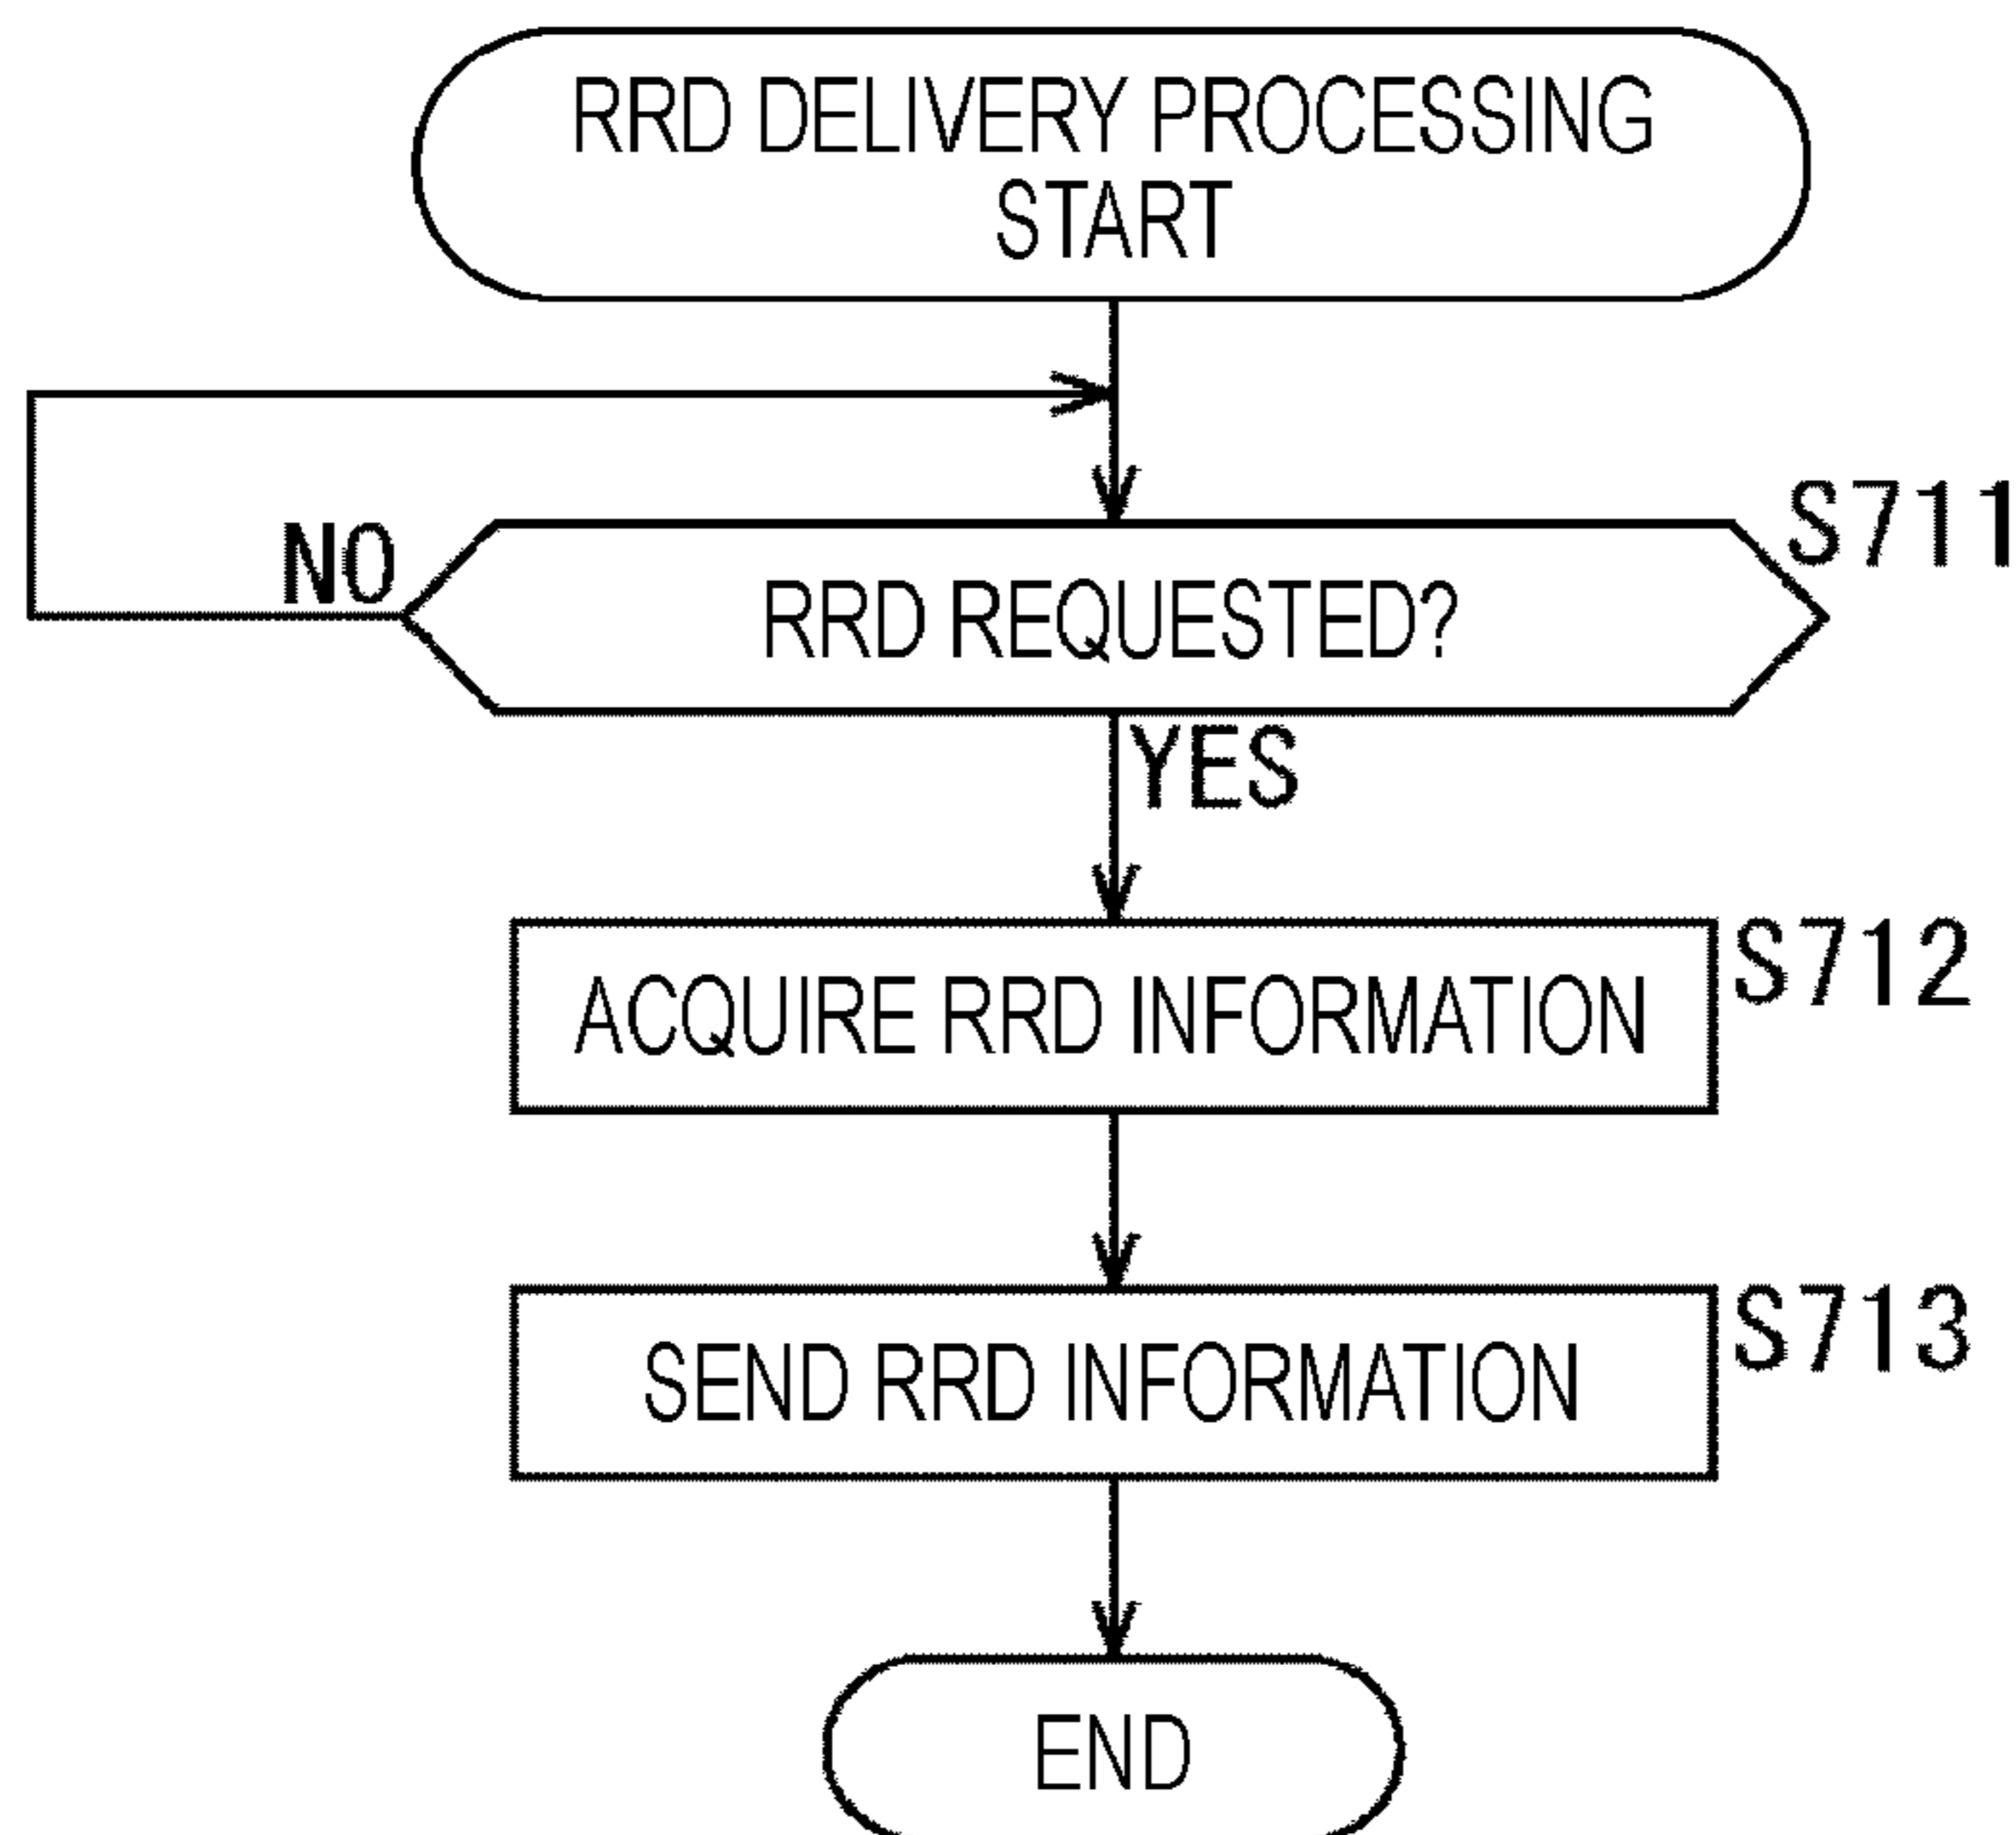 RRD DELIVERY PROCESSING
START
S711
NO
RRD REQUESTED?
YES
S712
ACQUIRE RRD INFORMATION
S713
SEND RRD INFORMATION
END